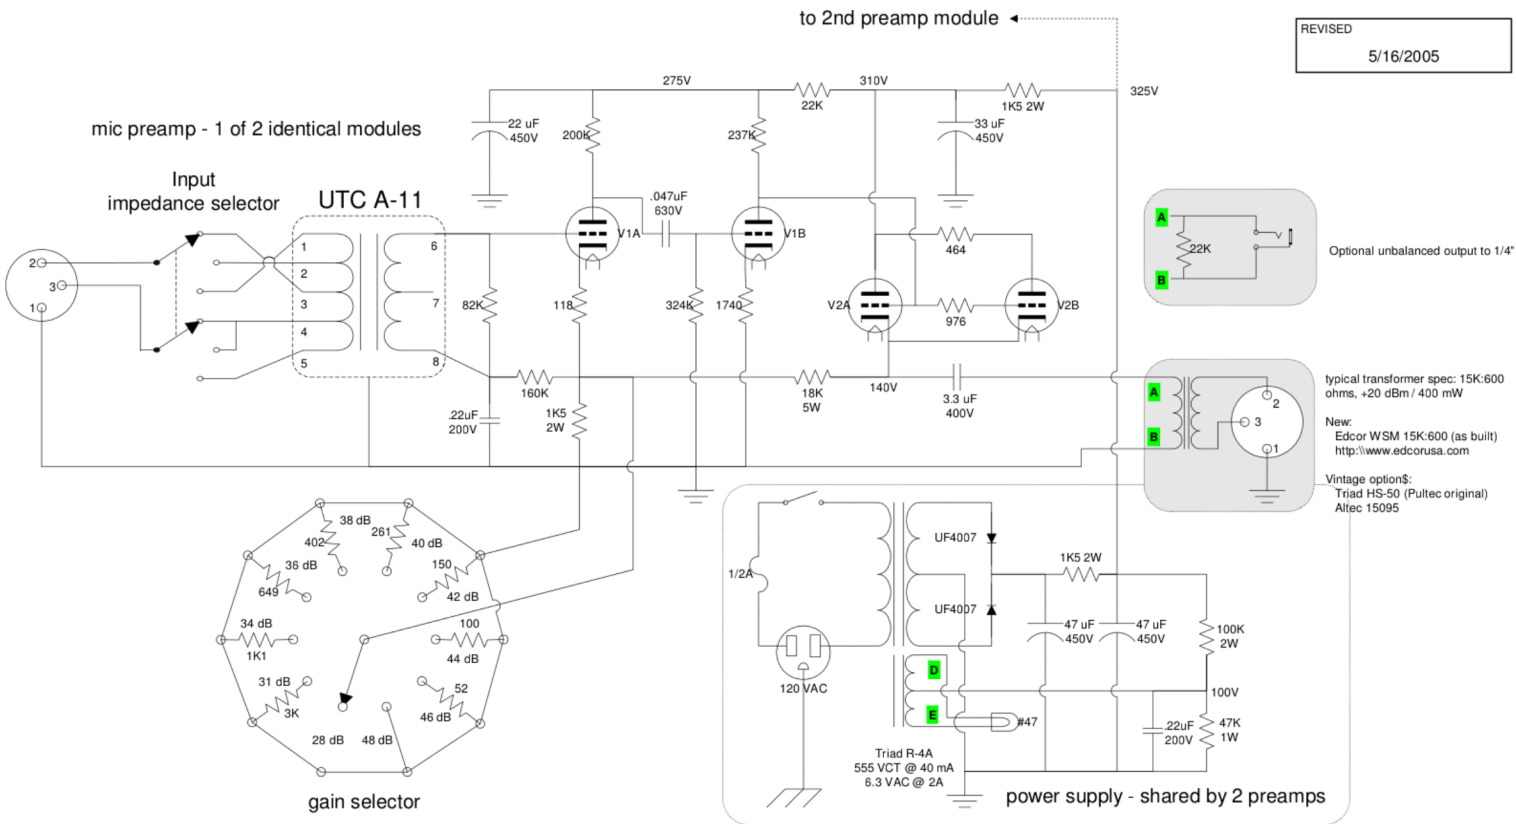 to 2nd preamp module
REVISED
5/16/2005
275V
310V
325V
22K
1K5 2W
mic preamp - 1 of 2 identical modules
22 uF
450V
200K
237K
33 uF
450V
Input
impedance selector
UTC A-11
.047uF
630V
V1A
V1B
464
A
22K
B
Optional unbalanced output to 1/4"
2
3
1
1
2
3
4
5
6
7
8
82K
118
324K
1740
V2A
976
V2B
160K
18K
5W
140V
3.3 uF
400V
.22uF
200V
1K5
2W
A
B
2
3
1
typical transformer spec: 15K:600
ohms, +20 dBm / 400 mW
New:
Edcor WSM 15K:600 (as built)
http:\\www.edcorusa.com
Vintage option$:
Triad HS-50 (Pultec original)
Altec 15095
38 dB
402
261
40 dB
36 dB
649
150
42 dB
34 dB
1K1
100
44 dB
31 dB
3K
52
46 dB
28 dB
48 dB
gain selector
1/2A
120 VAC
UF4007
UF4007
1K5 2W
47 uF
450V
47 uF
450V
100K
2W
100V
D
E
#47
.22uF
200V
47K
1W
Triad R-4A
555 VCT @ 40 mA
6.3 VAC @ 2A
power supply - shared by 2 preamps